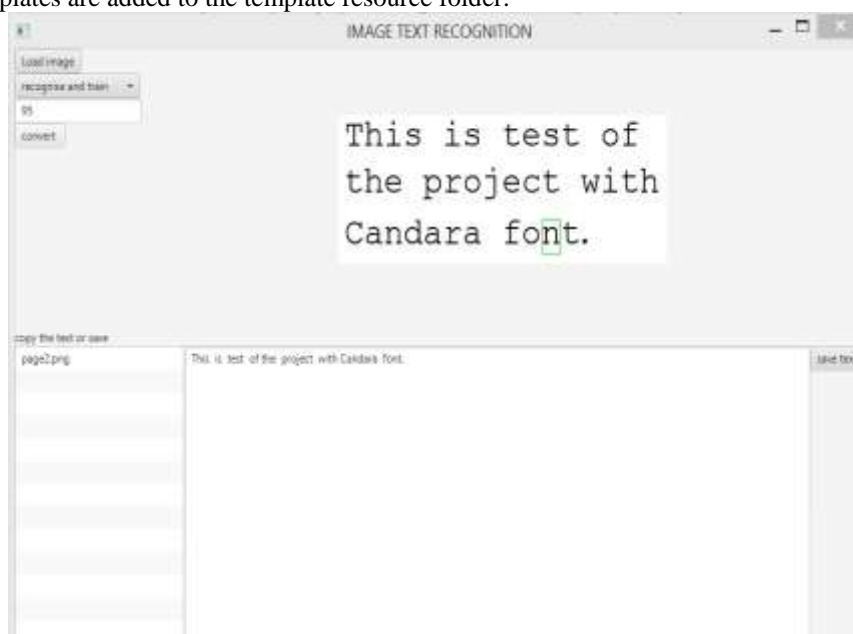 plates are added to the template resource folder.
IMAGE TEXT RECOGNITION
Load image
recognise and train
95
convert
This is test of
the project with
Candara font.
copy the text or save
page2.png
This is test of the project with Candara font.
save tex